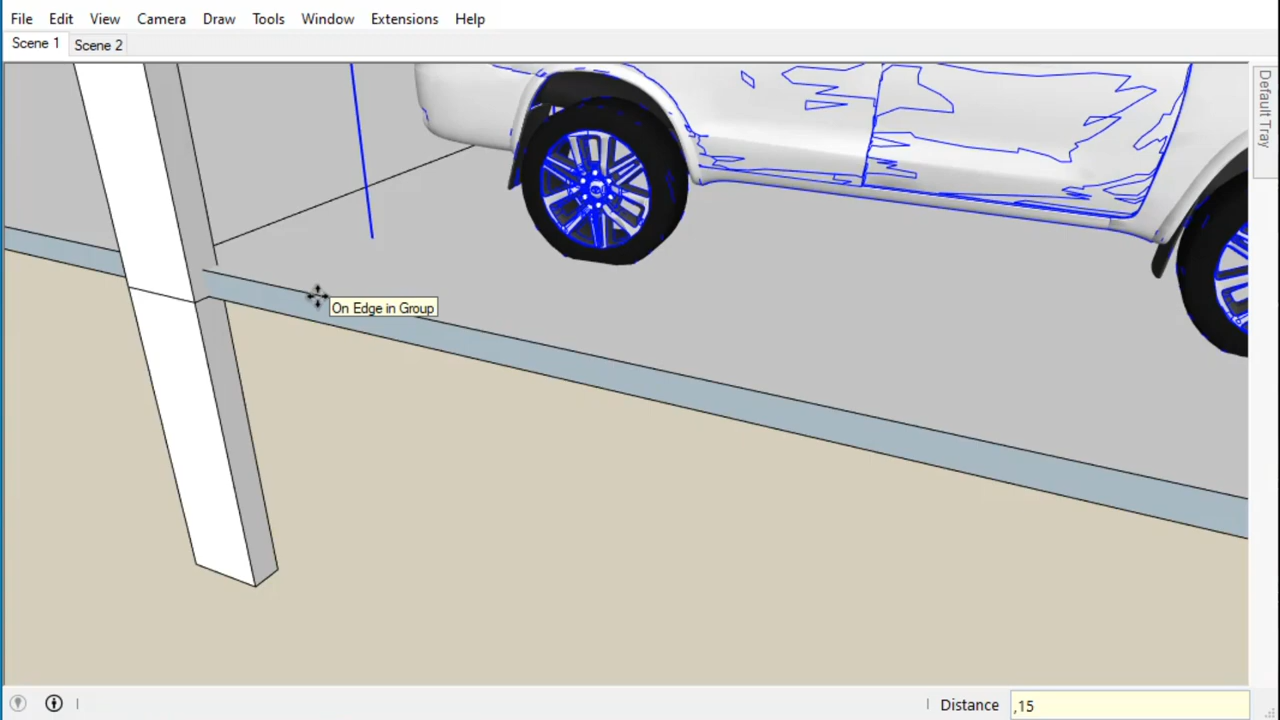 File Edit View Camera Draw Tools Window Extensions Help
Scene 1 Scene 2
Default Tray
On Edge in Group
Distance ,15